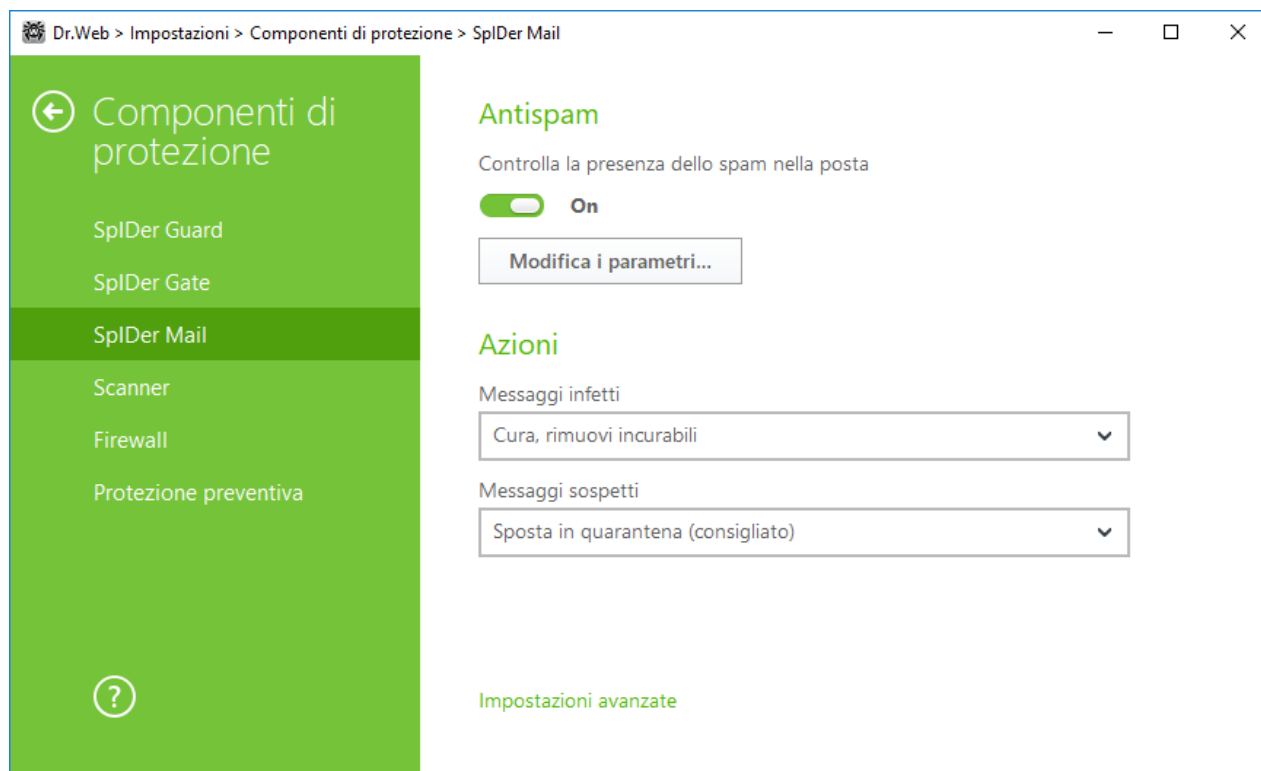 Dr.Web > Impostazioni > Componenti di protezione > SpIDer Mail
Componenti di
protezione
SpIDer Guard
SpIDer Gate
SpIDer Mail
Scanner
Firewall
Protezione preventiva
?
Antispam
Controlla la presenza dello spam nella posta
On
Modifica i parametri...
Azioni
Messaggi infetti
Cura, rimuovi incurabili
Messaggi sospetti
Sposta in quarantena (consigliato)
Impostazioni avanzate